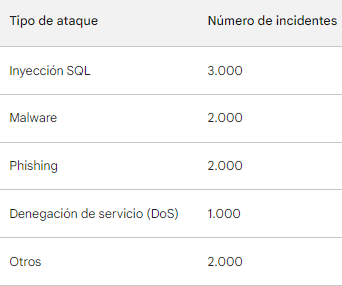 Tipo de ataque Número de incidentes
Inyección SQL 3.000
Malware 2.000
Phishing 2.000
Denegación de servicio (DoS) 1.000
Otros 2.000